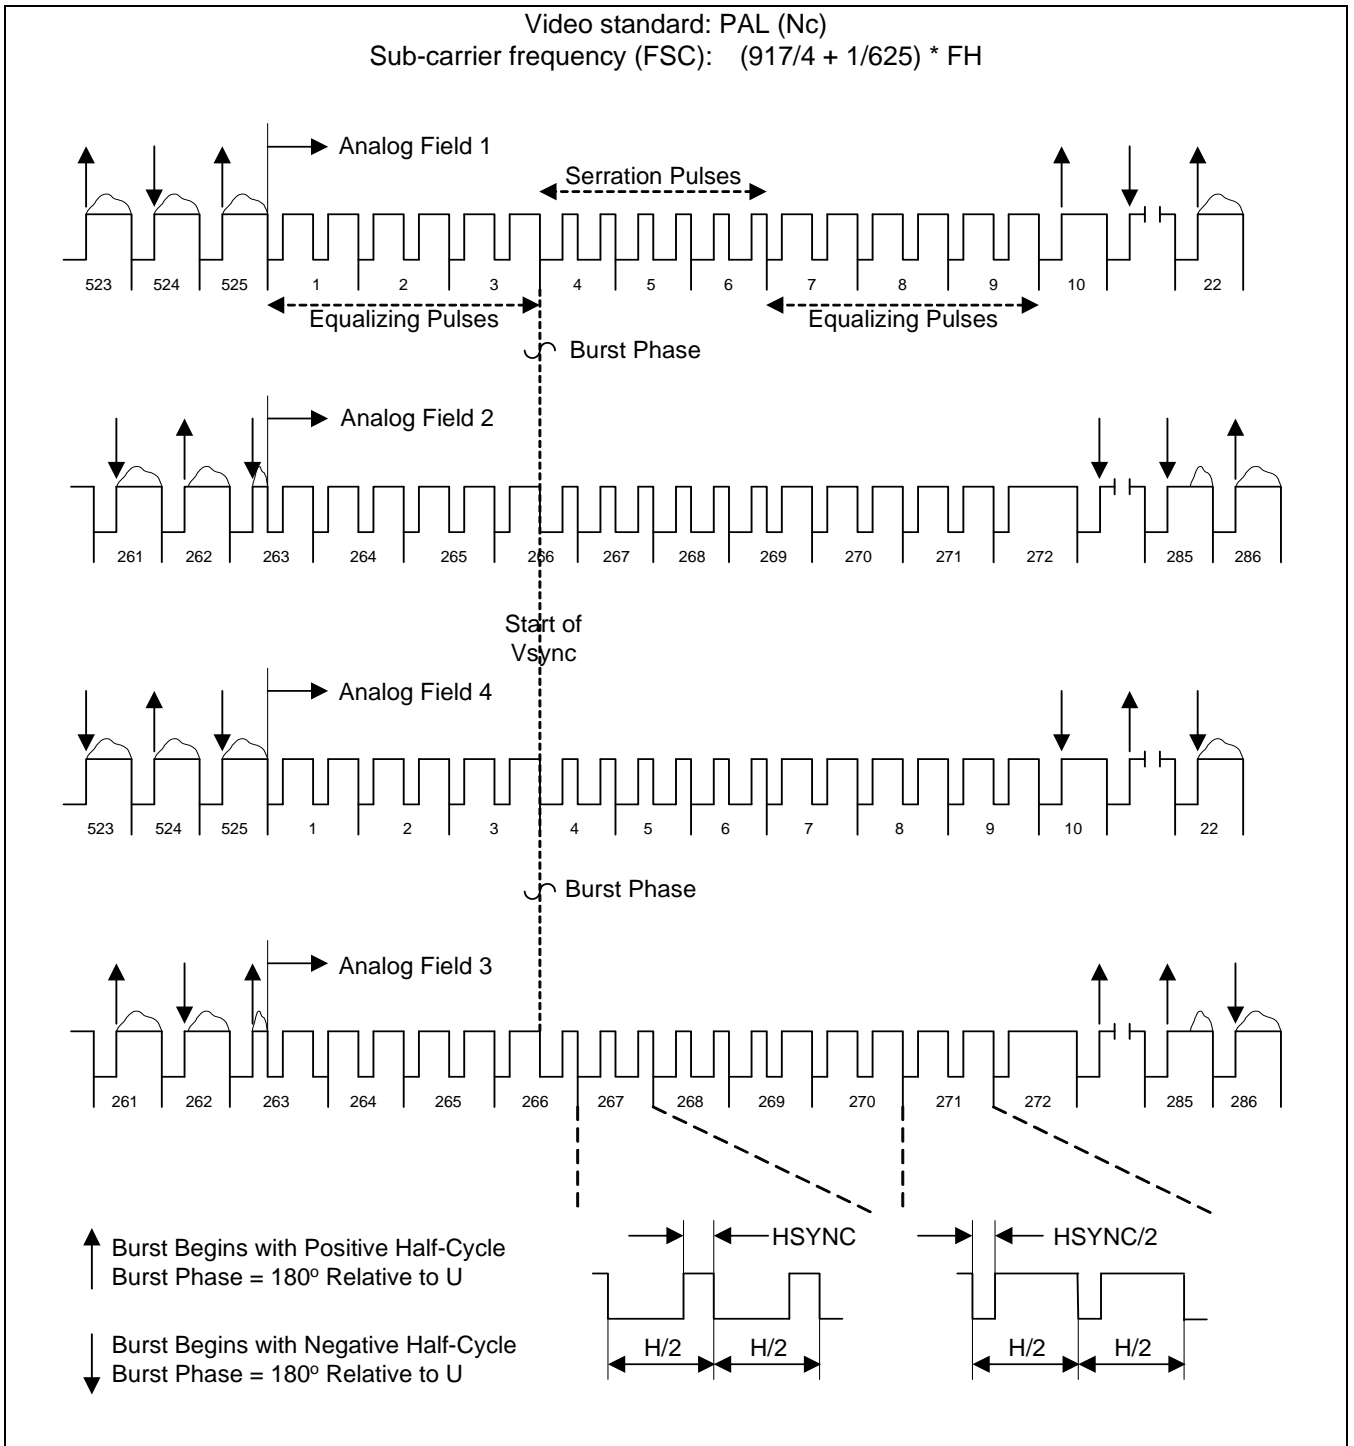 Video standard: PAL (Nc)
Sub-carrier frequency (FSC): (917/4 + 1/625) * FH
Analog Field 1
Serration Pulses
523 524 525 1 2 3 4 5 6 7 8 9 10 22
Equalizing Pulses Equalizing Pulses
Burst Phase
Analog Field 2
261 262 263 264 265 266 267 268 269 270 271 272 285 286
Start of
Vsync
Analog Field 4
523 524 525 1 2 3 4 5 6 7 8 9 10 22
Burst Phase
Analog Field 3
261 262 263 264 265 266 267 268 269 270 271 272 285 286
HSYNC HSYNC/2
H/2 H/2 H/2 H/2
Burst Begins with Positive Half-Cycle
Burst Phase = 180º Relative to U
Burst Begins with Negative Half-Cycle
Burst Phase = 180º Relative to U